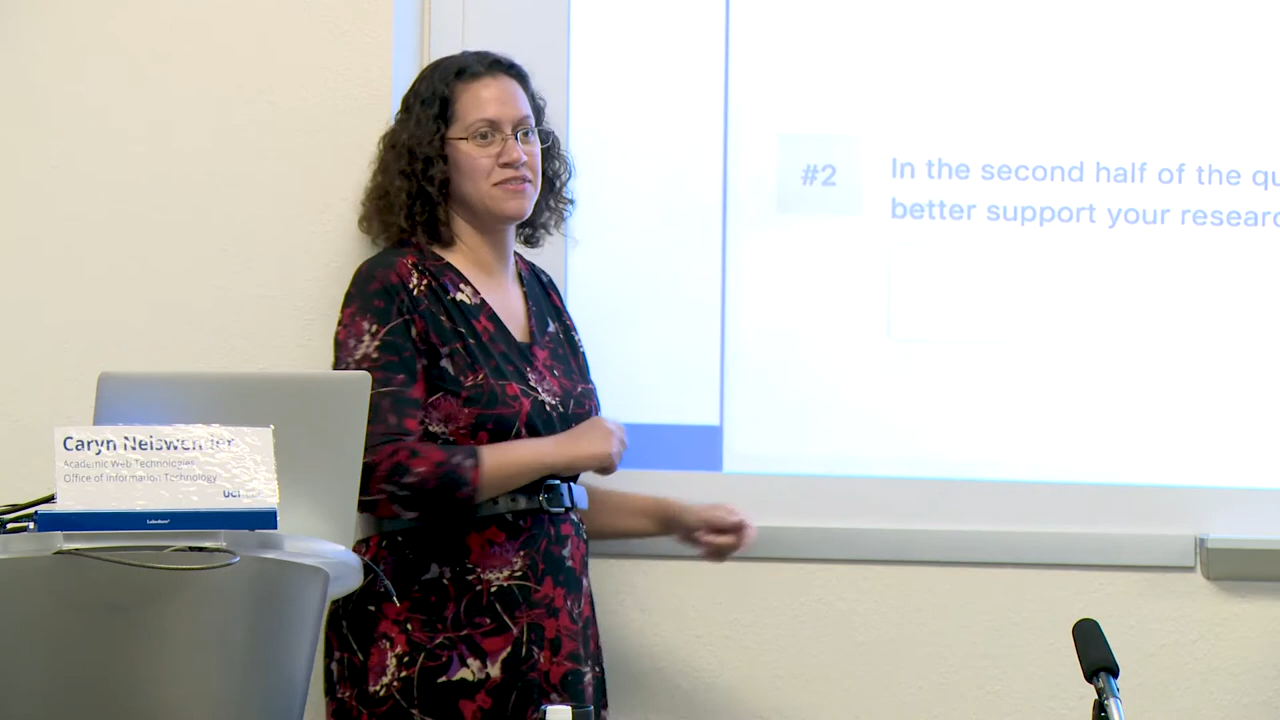 Caryn Neiswender
Academic Web Technologies
Office of Information Technology
UCI
#2
In the second half of the qu
better support your researc